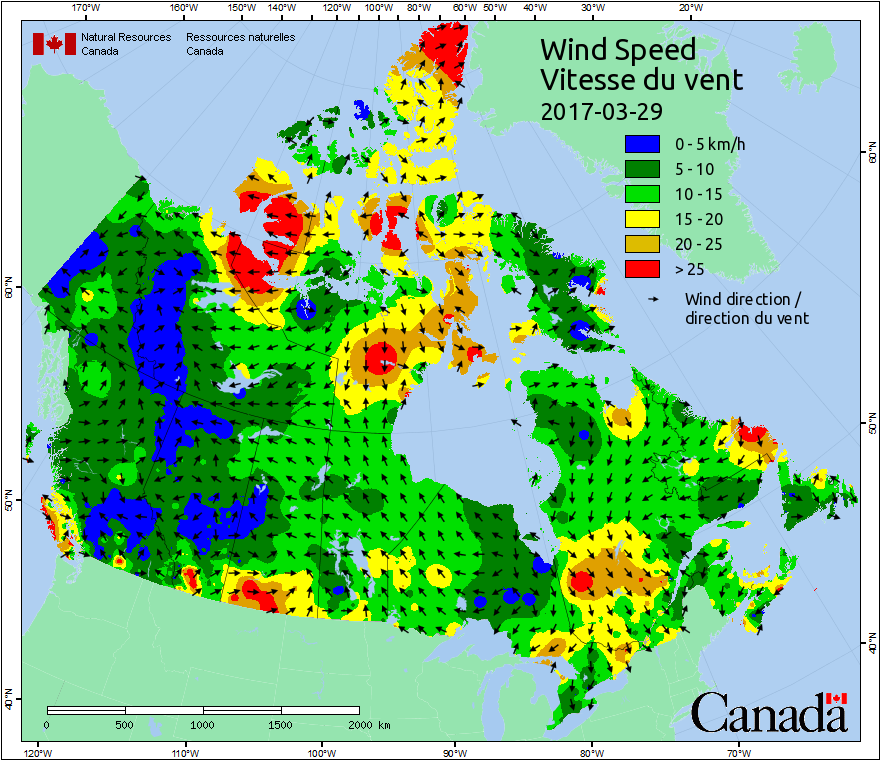 170°W 160°W 150°W 140°W 120°W 110°W 100°W 80°W 60°W 50°W 40°W 30°W 20°W
Natural Resources Ressources naturelles
Canada Canada
Wind Speed
Vitesse du vent
2017-03-29
0 - 5 km/h
5 - 10
10 - 15
15 - 20
20 - 25
> 25
Wind direction /
direction du vent
60°N
50°N
40°N
60°N
50°N
40°N
0 500 1000 1500 2000 km
Canada
120°W 110°W 100°W 90°W 80°W 70°W